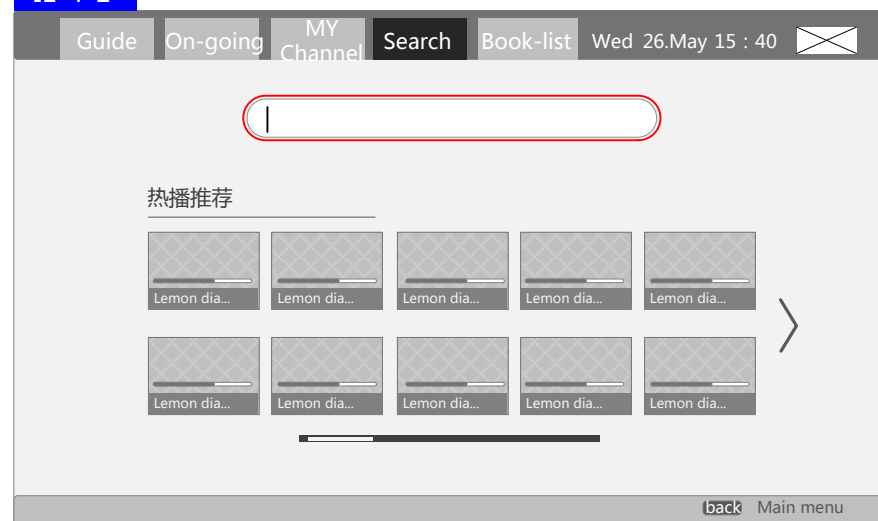 Guide On-going MY Channel Search Book-list Wed 26.May 15 : 40
热播推荐
Lemon dia... Lemon dia... Lemon dia... Lemon dia... Lemon dia...
Lemon dia... Lemon dia... Lemon dia... Lemon dia... Lemon dia...
back Main menu